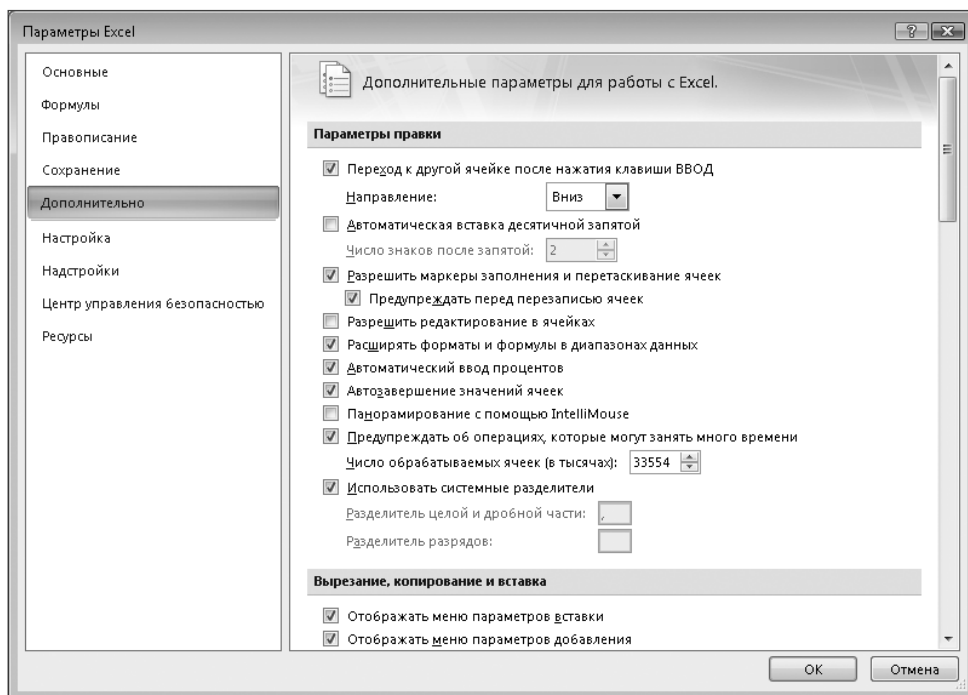 Параметры Excel
Основные
Формулы
Правописание
Сохранение
Дополнительно
Настройка
Надстройки
Центр управления безопасностью
Ресурсы
Дополнительные параметры для работы с Excel.
Параметры правки
Переход к другой ячейке после нажатия клавиши ВВОД
Направление: Вниз
Автоматическая вставка десятичной запятой
Число знаков после запятой: 2
Разрешить маркеры заполнения и перетаскивание ячеек
Предупреждать перед перезаписью ячеек
Разрешить редактирование в ячейках
Расширять форматы и формулы в диапазонах данных
Автоматический ввод процентов
Автозавершение значений ячеек
Панорамирование с помощью IntelliMouse
Предупреждать об операциях, которые могут занять много времени
Число обрабатываемых ячеек (в тысячах): 33554
Использовать системные разделители
Разделитель целой и дробной части: ,
Разделитель разрядов:
Вырезание, копирование и вставка
Отображать меню параметров вставки
Отображать меню параметров добавления
ОК Отмена